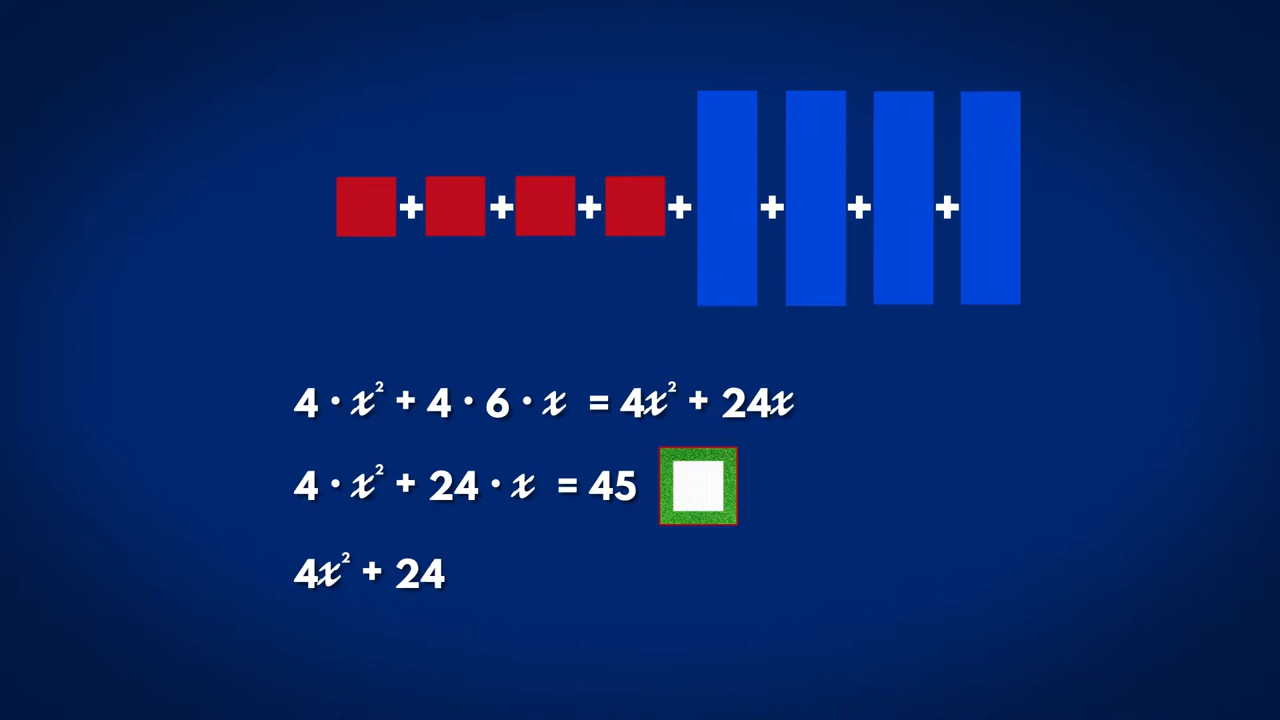 + + + + + + +
4 · x² + 4 · 6 · x = 4x² + 24x
4 · x² + 24 · x = 45
4x² + 24